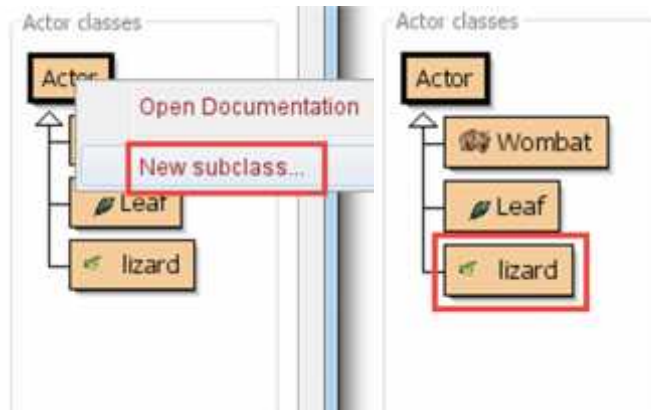 Actor classes
Actor
Open Documentation
New subclass...
Leaf
lizard
Actor classes
Actor
Wombat
Leaf
lizard